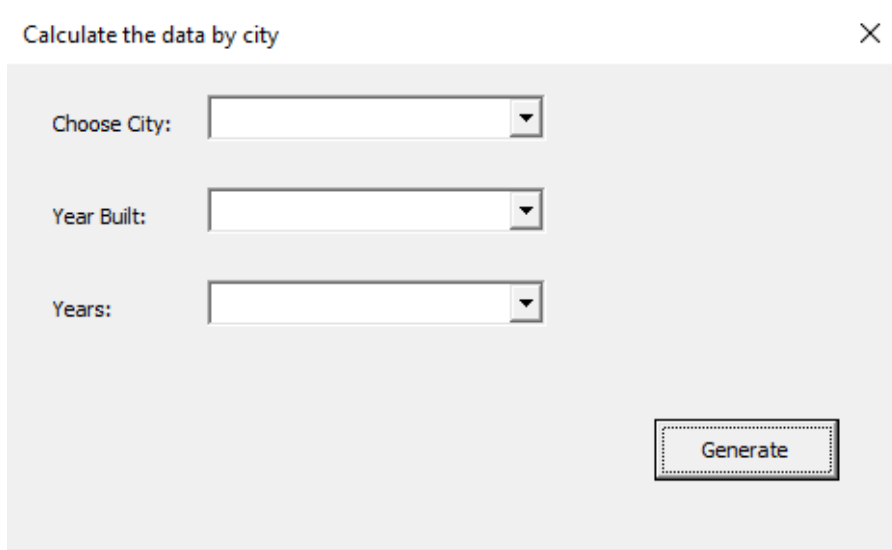 Calculate the data by city
Choose City:
Year Built:
Years:
Generate